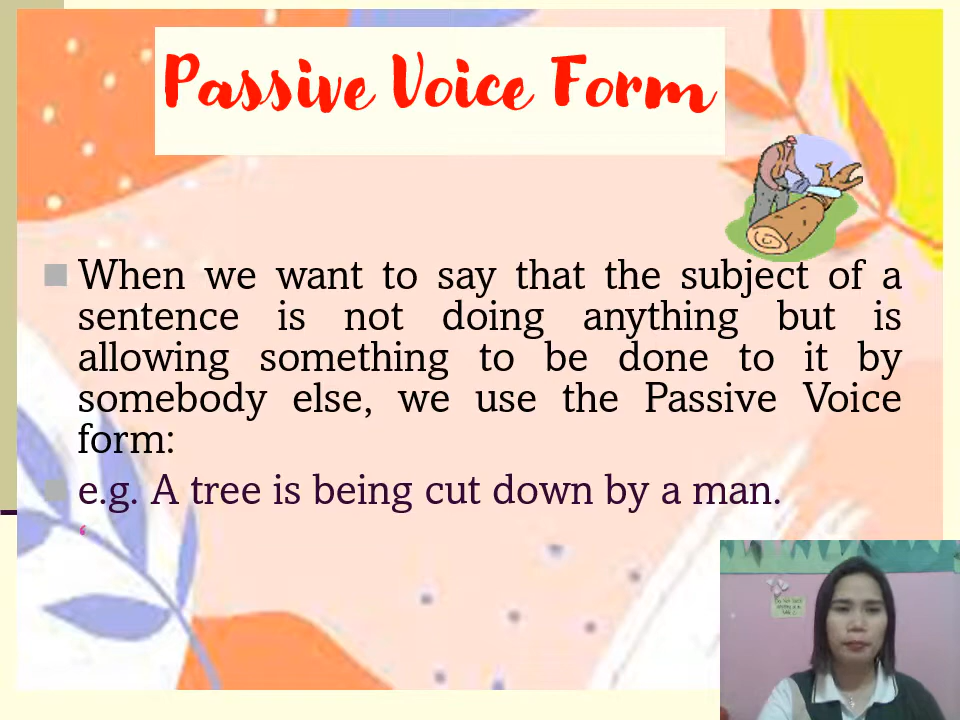 Passive Voice Form
When we want to say that the subject of a
sentence is not doing anything but is
allowing something to be done to it by
somebody else, we use the Passive Voice
form:
e.g. A tree is being cut down by a man.
‘